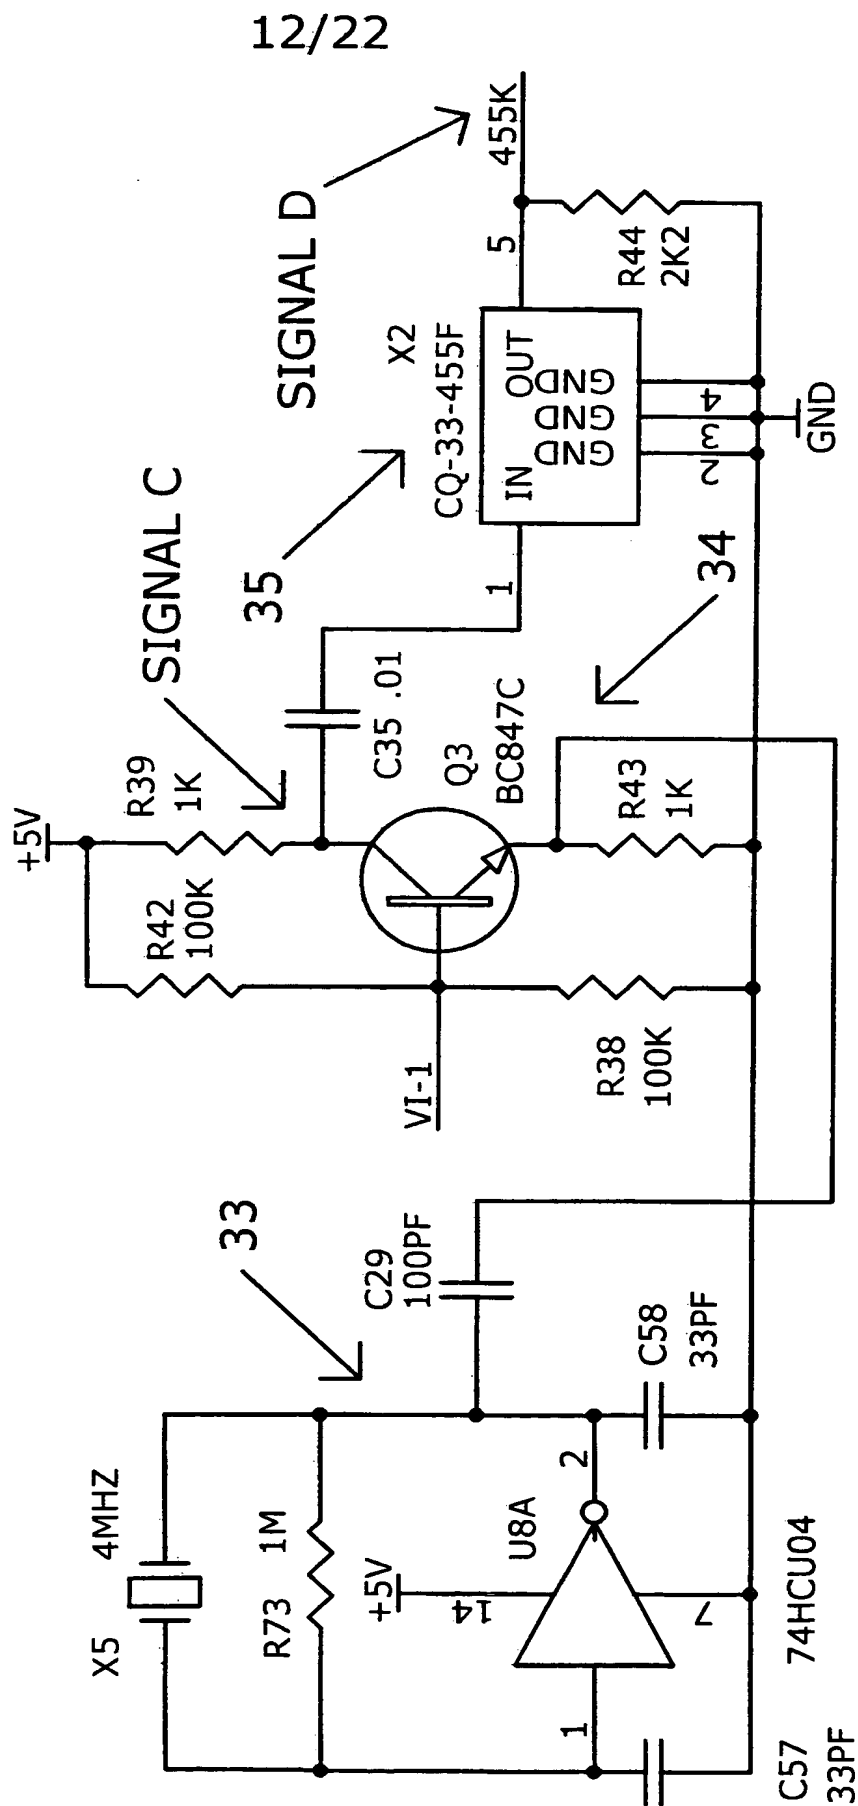 12/22
SIGNAL D
455K
5
R44
2K2
X2
CQ-33-455F
IN
OUT
GND
GND
GND
4
3
2
GND
SIGNAL C
35
1
34
+5V
R39
1K
C35 .01
Q3
BC847C
R43
1K
R42
100K
VI-1
R38
100K
33
C29
100PF
C58
33PF
X5
4MHZ
R73
1M
+5V
14
U8A
2
1
7
74HCU04
C57
33PF